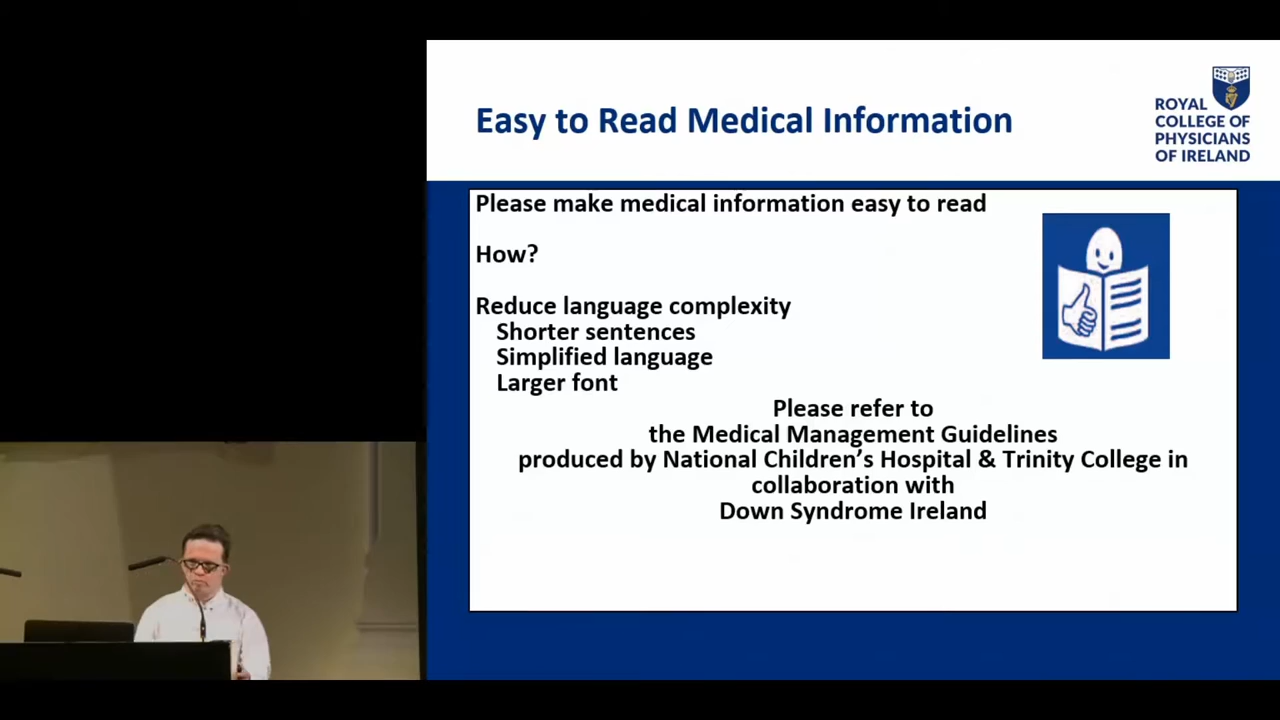 Easy to Read Medical Information
ROYAL
COLLEGE OF
PHYSICIANS
OF IRELAND
Please make medical information easy to read
How?
Reduce language complexity
Shorter sentences
Simplified language
Larger font
Please refer to
the Medical Management Guidelines
produced by National Children’s Hospital & Trinity College in
collaboration with
Down Syndrome Ireland